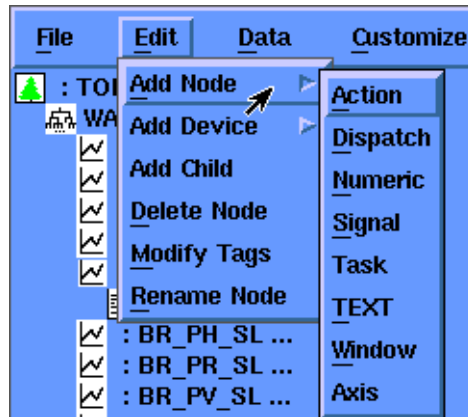 File Edit Data Customize
: TOP
WA
Add Node
Add Device
Add Child
Delete Node
Modify Tags
Rename Node
Action
Dispatch
Numeric
Signal
Task
TEXT
Window
Axis
: BR_PH_SL ...
: BR_PR_SL ...
: BR_PV_SL ...